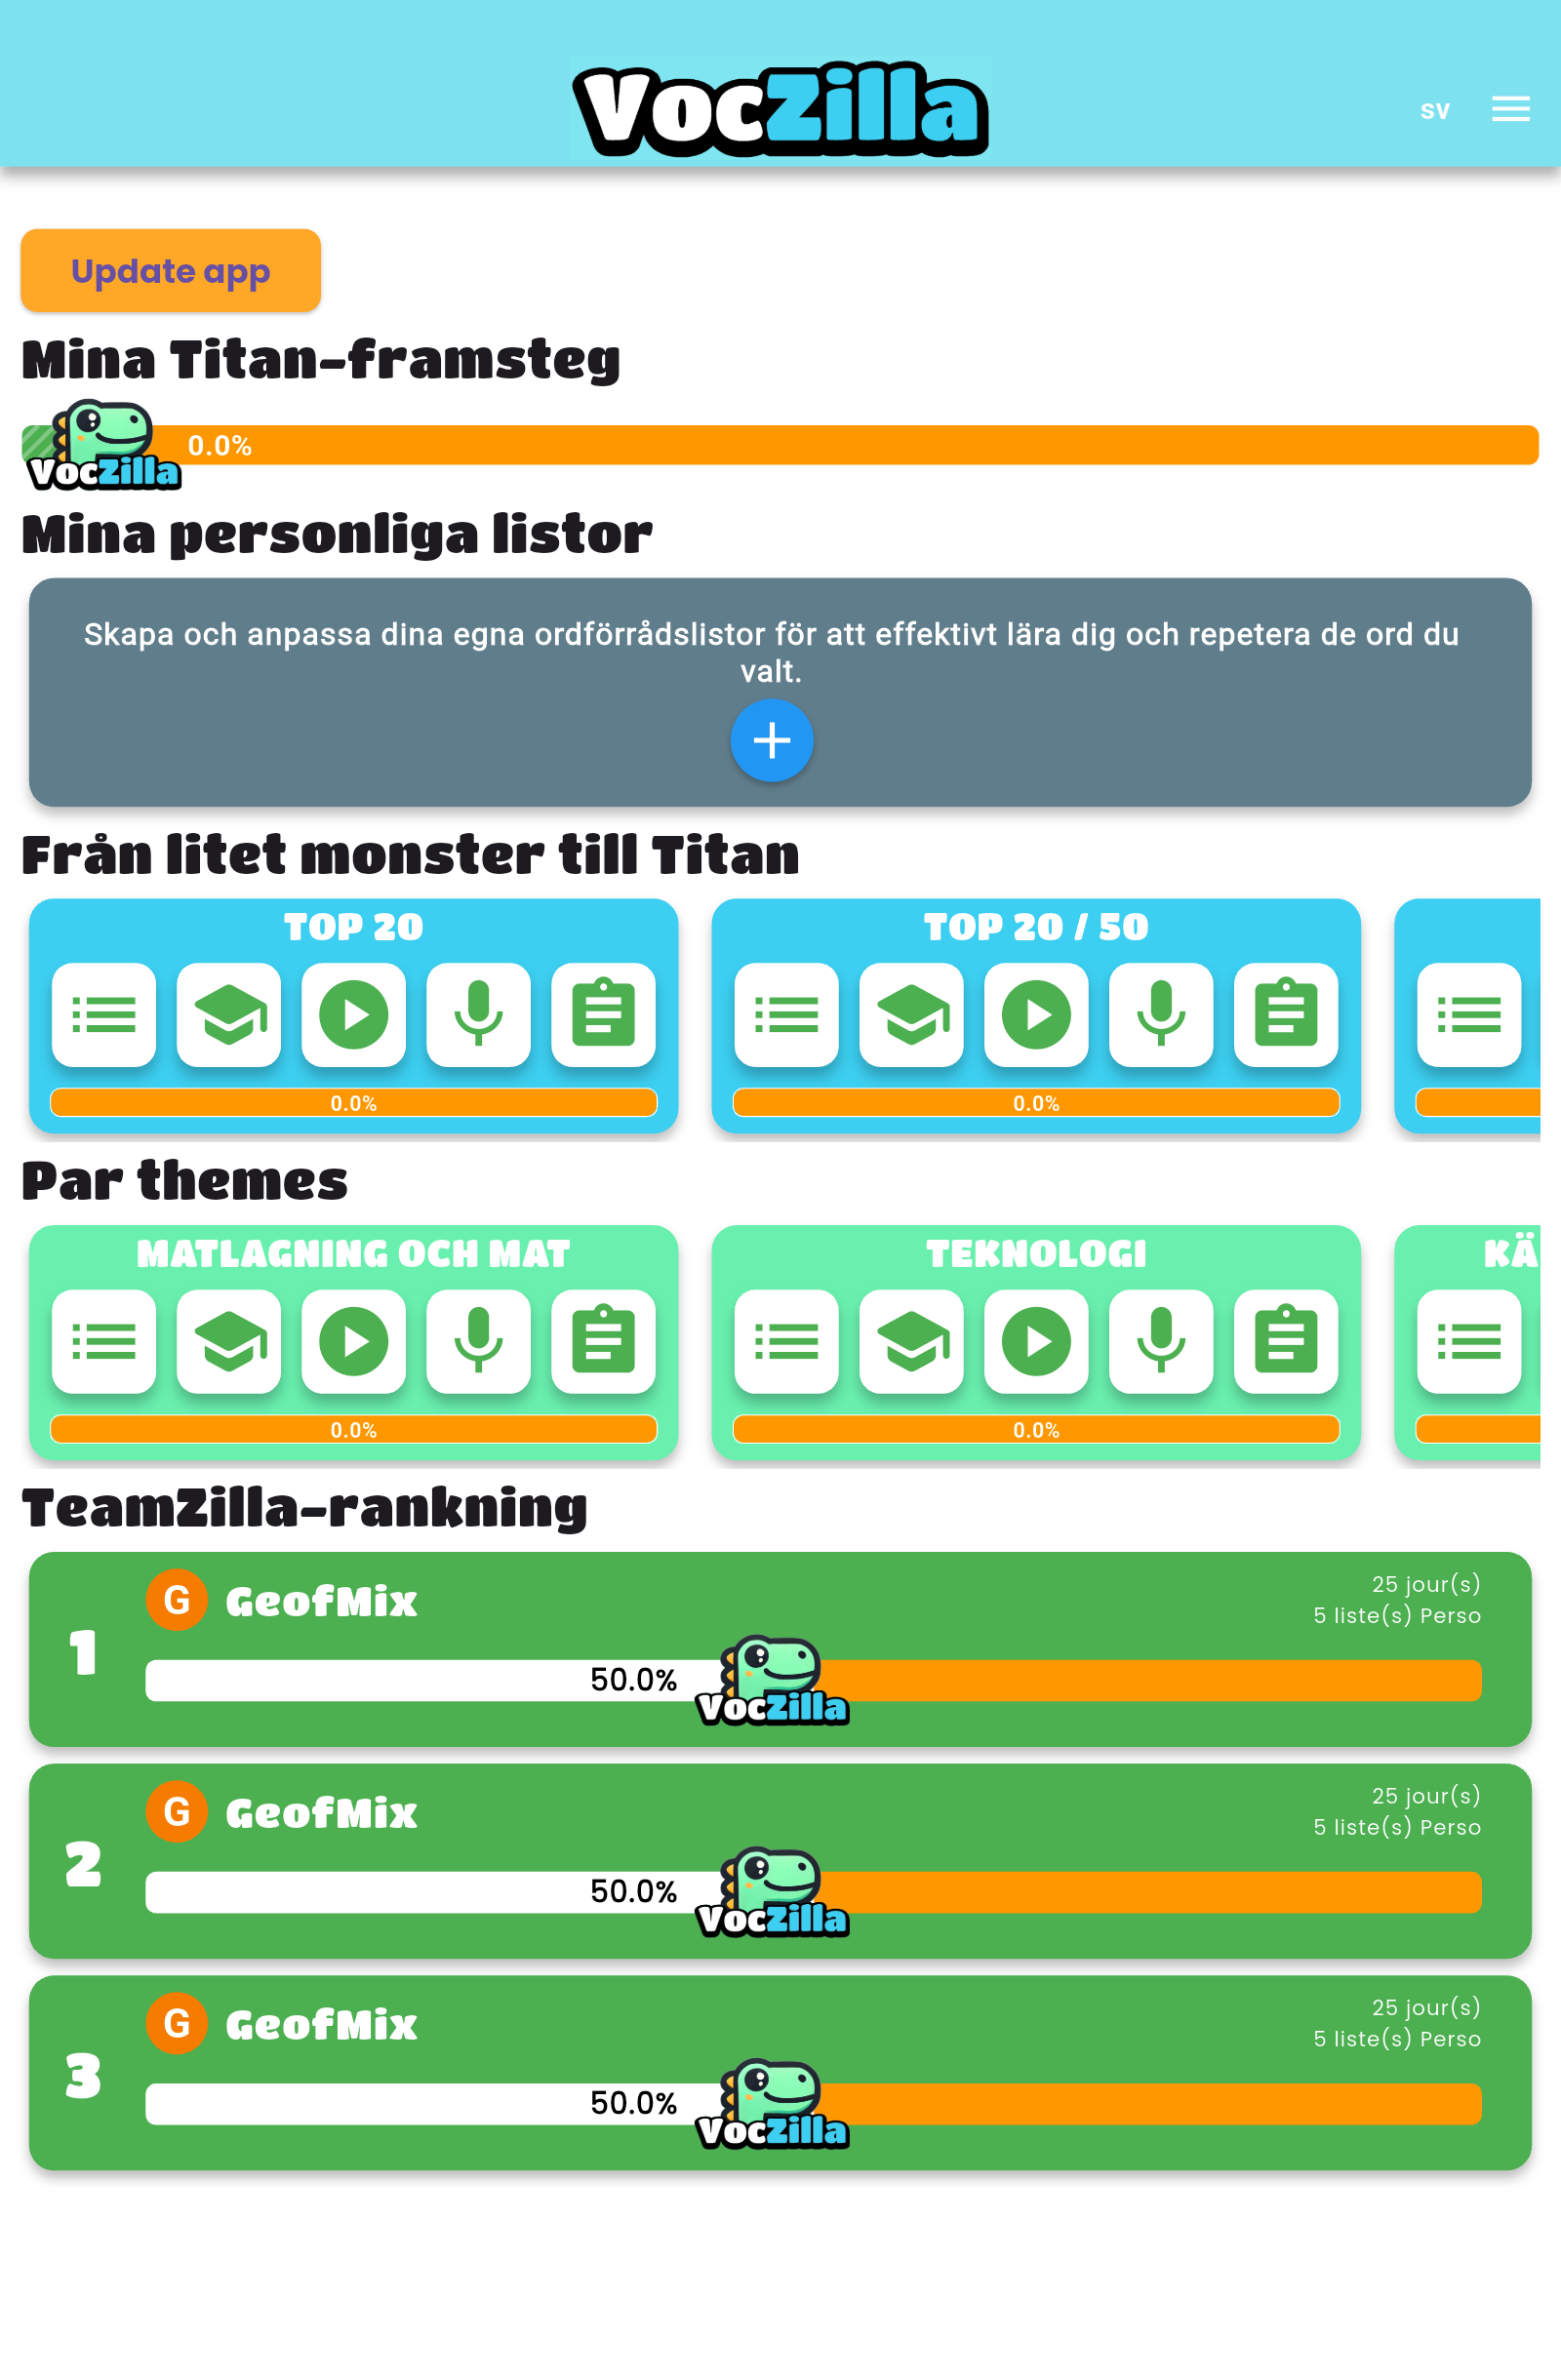 VocZilla
sv
Update app
Mina Titan-framsteg
VocZilla
0.0%
Mina personliga listor
Skapa och anpassa dina egna ordförrådslistor för att effektivt lära dig och repetera de ord du
valt.
Från litet monster till Titan
TOP 20
TOP 20 / 50
0.0%
0.0%
Par themes
MATLAGNING OCH MAT
TEKNOLOGI
KÄ
0.0%
0.0%
TeamZilla-rankning
1
G
GeofMix
25 jour(s)
5 liste(s) Perso
50.0%
VocZilla
2
G
GeofMix
25 jour(s)
5 liste(s) Perso
50.0%
VocZilla
3
G
GeofMix
25 jour(s)
5 liste(s) Perso
50.0%
VocZilla